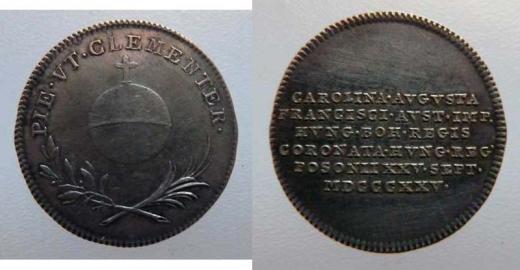 PIE·VT·CLEMENTER·
CAROLINA·AVGVSTA
FRANCISCI·AVST·IMP·
HVNG·BOH·REGIS
CORONATA·HVNG·REG·
POSONII XXV·SEPT·
MDCCCXXV·